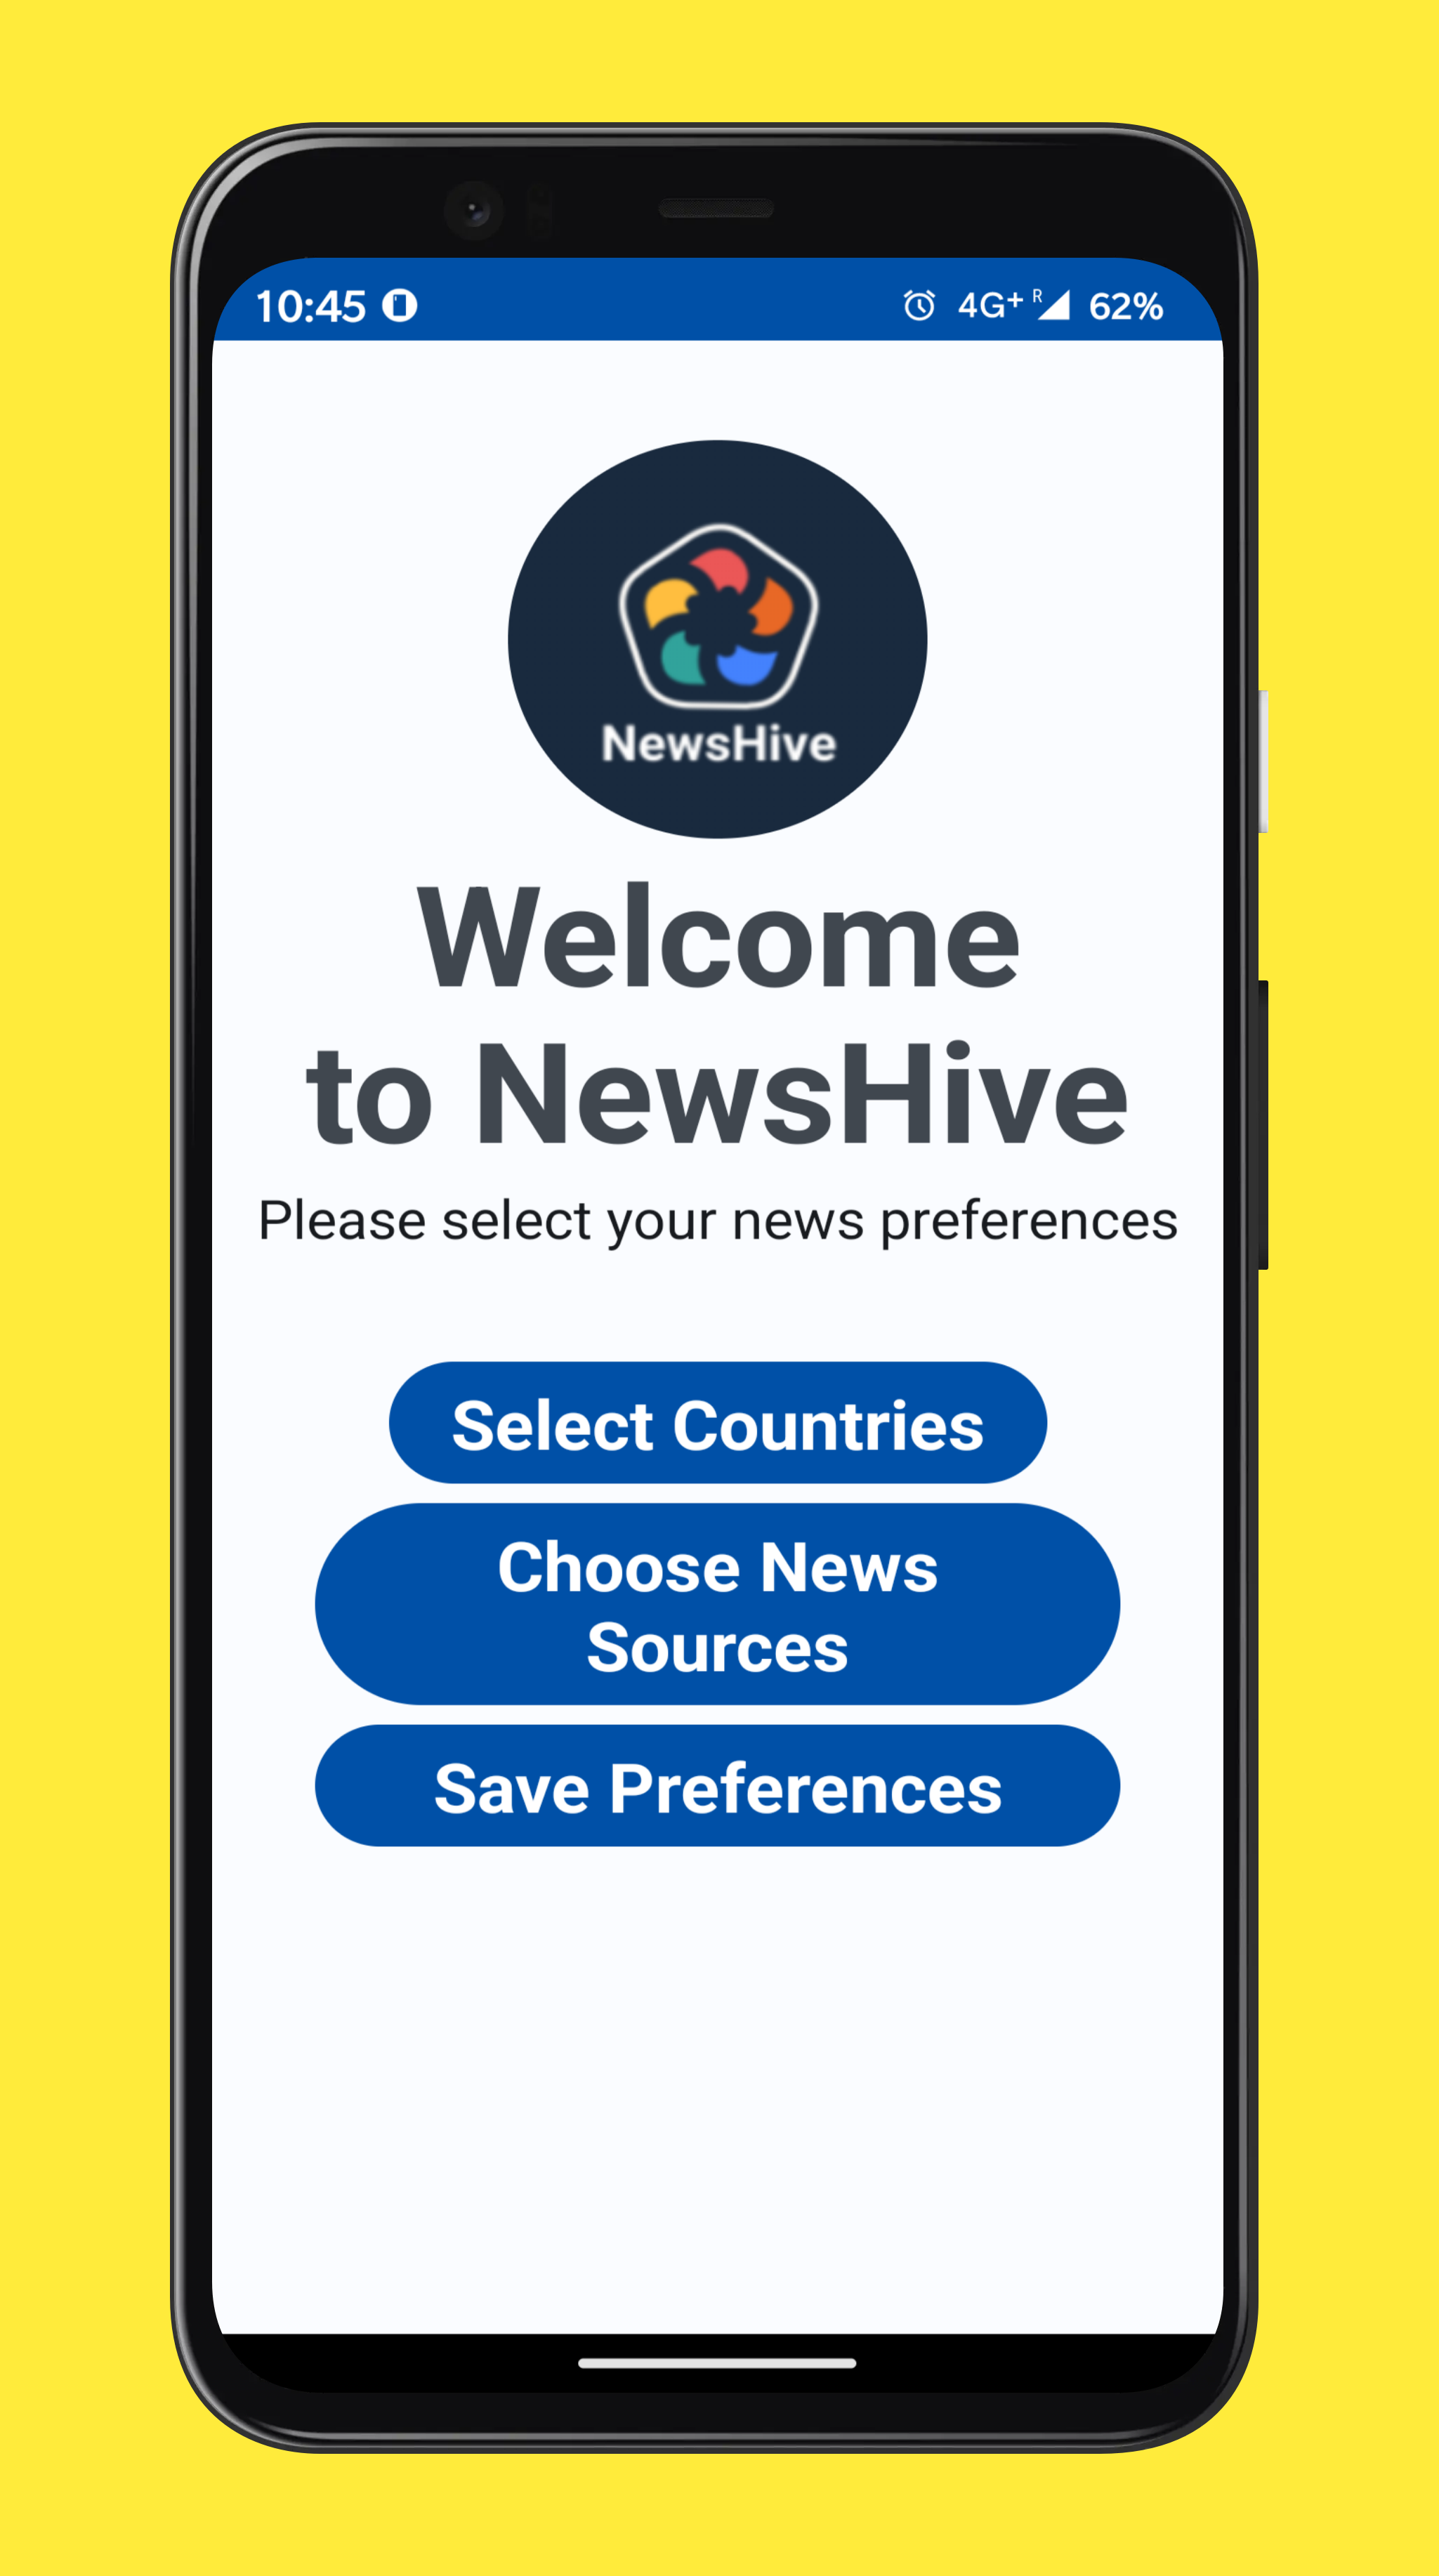 10:45 4G+ R 62%
NewsHive
Welcome
to NewsHive
Please select your news preferences
Select Countries
Choose News
Sources
Save Preferences